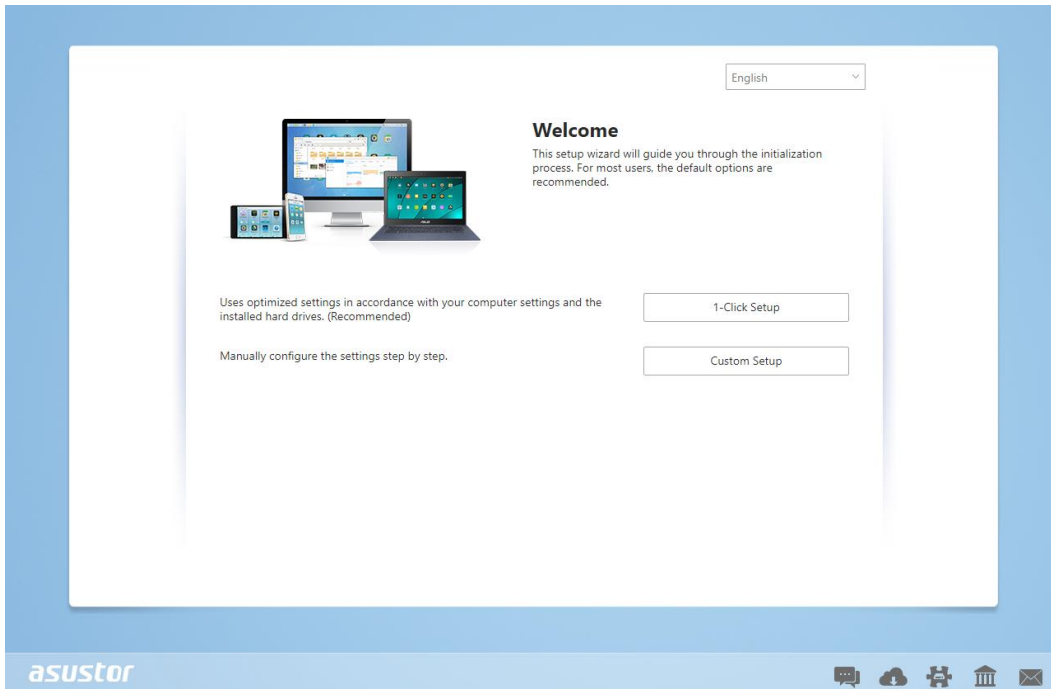 English
Welcome
This setup wizard will guide you through the initialization
process. For most users, the default options are
recommended.
Uses optimized settings in accordance with your computer settings and the
installed hard drives. (Recommended)
1-Click Setup
Manually configure the settings step by step.
Custom Setup
asustor